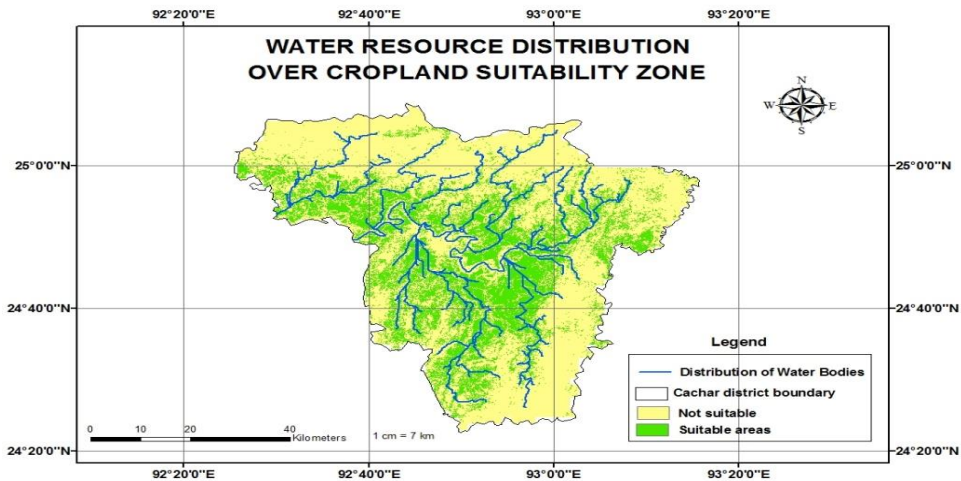 92°20'0"E 92°40'0"E 93°0'0"E 93°20'0"E
WATER RESOURCE DISTRIBUTION
OVER CROPLAND SUITABILITY ZONE
N
W E
S
25°0'0"N 25°0'0"N
24°40'0"N 24°40'0"N
Legend
Distribution of Water Bodies
Cachar district boundary
Not suitable
Suitable areas
0 10 20 40
Kilometers 1 cm = 7 km
24°20'0"N 24°20'0"N
92°20'0"E 92°40'0"E 93°0'0"E 93°20'0"E